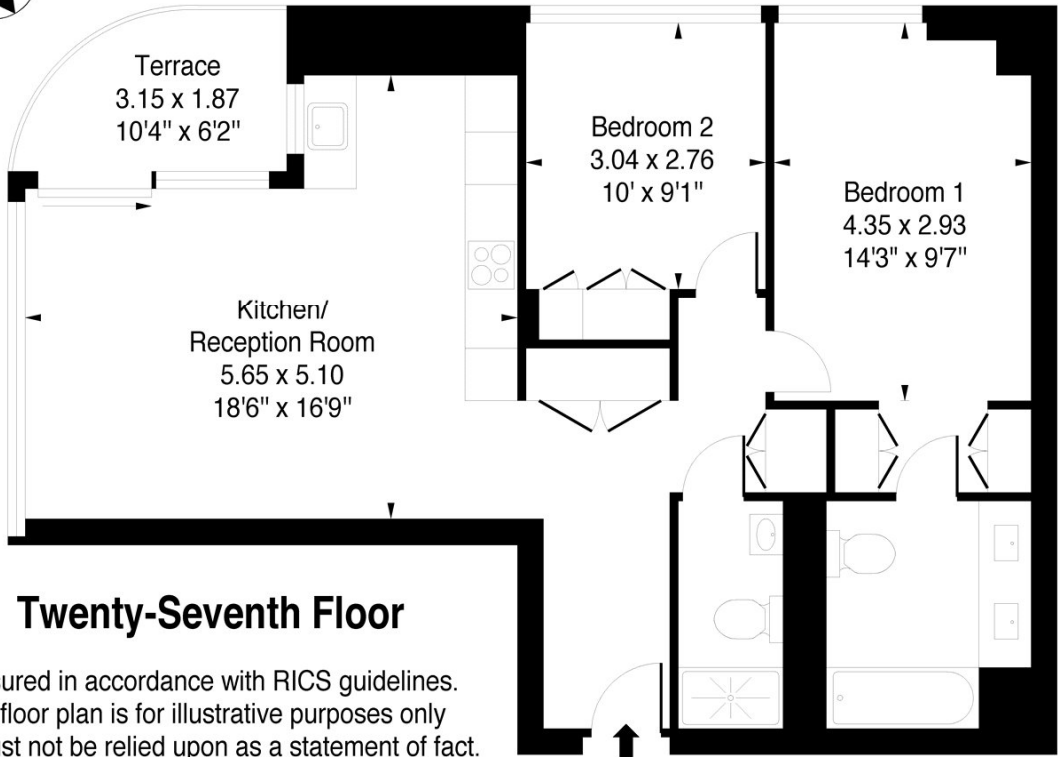 Terrace
3.15 x 1.87
10'4" x 6'2"
Bedroom 2
3.04 x 2.76
10' x 9'1"
Bedroom 1
4.35 x 2.93
14'3" x 9'7"
Kitchen/
Reception Room
5.65 x 5.10
18'6" x 16'9"
Twenty-Seventh Floor
sured in accordance with RICS guidelines.
floor plan is for illustrative purposes only
ust not be relied upon as a statement of fact.